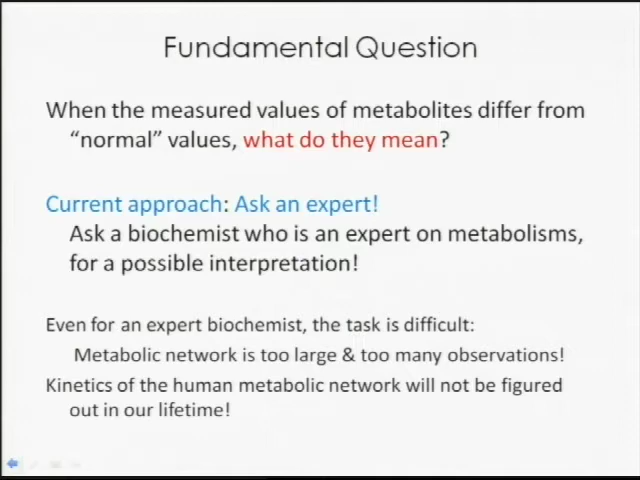 Fundamental Question
When the measured values of metabolites differ from
“normal” values, what do they mean?
Current approach: Ask an expert!
Ask a biochemist who is an expert on metabolisms,
for a possible interpretation!
Even for an expert biochemist, the task is difficult:
Metabolic network is too large & too many observations!
Kinetics of the human metabolic network will not be figured
out in our lifetime!